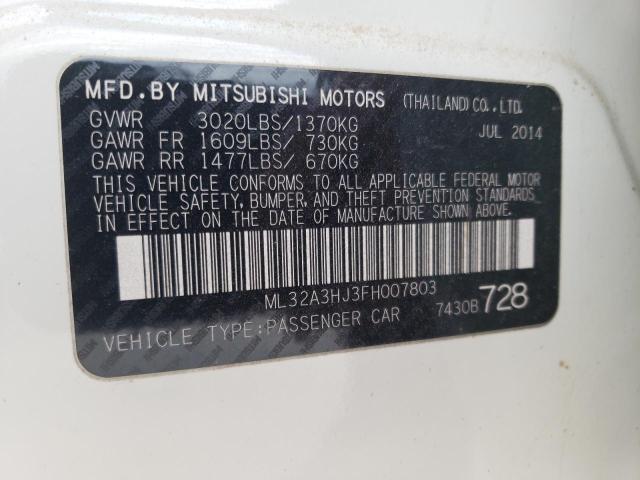 MFD.BY MITSUBISHI MOTORS (THAILAND) CO., LTD.
GVWR 3020LBS/1370KG JUL 2014
GAWR FR 1609LBS/ 730KG
GAWR RR 1477LBS/ 670KG
THIS VEHICLE CONFORMS TO ALL APPLICABLE FEDERAL MOTOR
VEHICLE SAFETY, BUMPER, AND THEFT PREVENTION STANDARDS
IN EFFECT ON THE DATE OF MANUFACTURE SHOWN ABOVE.
ML32A3HJ3FH007803
VEHICLE TYPE:PASSENGER CAR 7430B 728